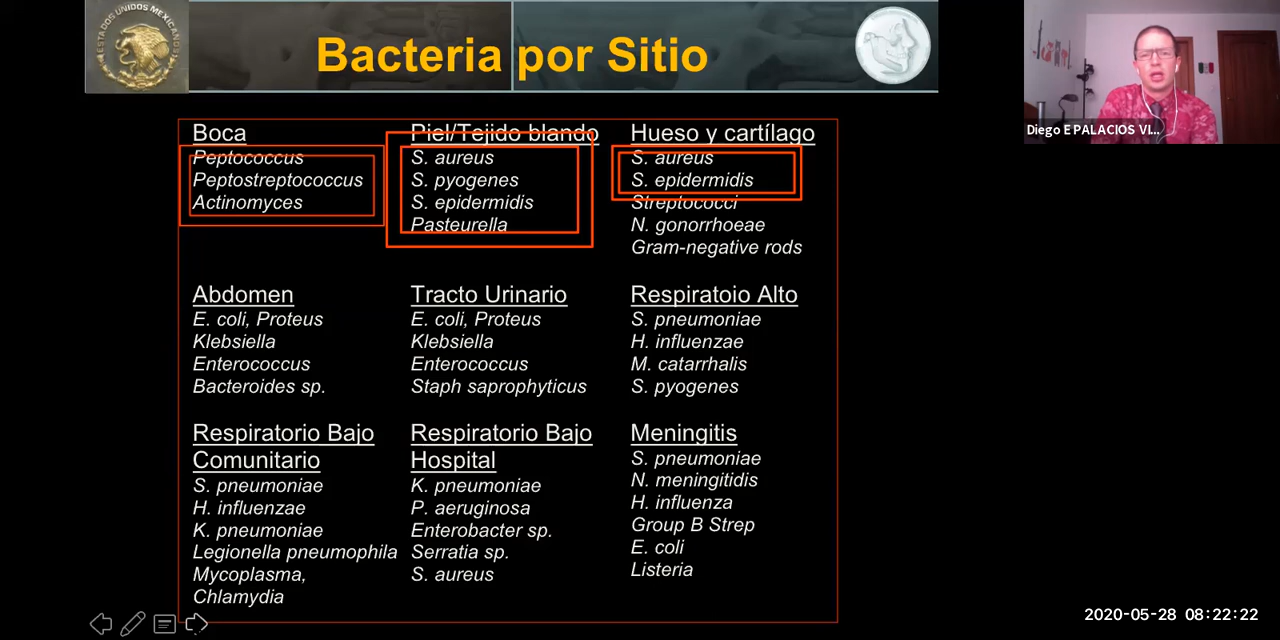 ESTADOS UNIDOS MEXICANOS
Bacteria por Sitio
Diego E PALACIOS VI...
Boca
Peptococcus
Peptostreptococcus
Actinomyces
Piel/Tejido blando
S. aureus
S. pyogenes
S. epidermidis
Pasteurella
Hueso y cartílago
S. aureus
S. epidermidis
Streptococci
N. gonorrhoeae
Gram-negative rods
Abdomen
E. coli, Proteus
Klebsiella
Enterococcus
Bacteroides sp.
Tracto Urinario
E. coli, Proteus
Klebsiella
Enterococcus
Staph saprophyticus
Respiratoio Alto
S. pneumoniae
H. influenzae
M. catarrhalis
S. pyogenes
Respiratorio Bajo
Comunitario
S. pneumoniae
H. influenzae
K. pneumoniae
Legionella pneumophila
Mycoplasma,
Chlamydia
Respiratorio Bajo
Hospital
K. pneumoniae
P. aeruginosa
Enterobacter sp.
Serratia sp.
S. aureus
Meningitis
S. pneumoniae
N. meningitidis
H. influenza
Group B Strep
E. coli
Listeria
2020-05-28 08:22:22